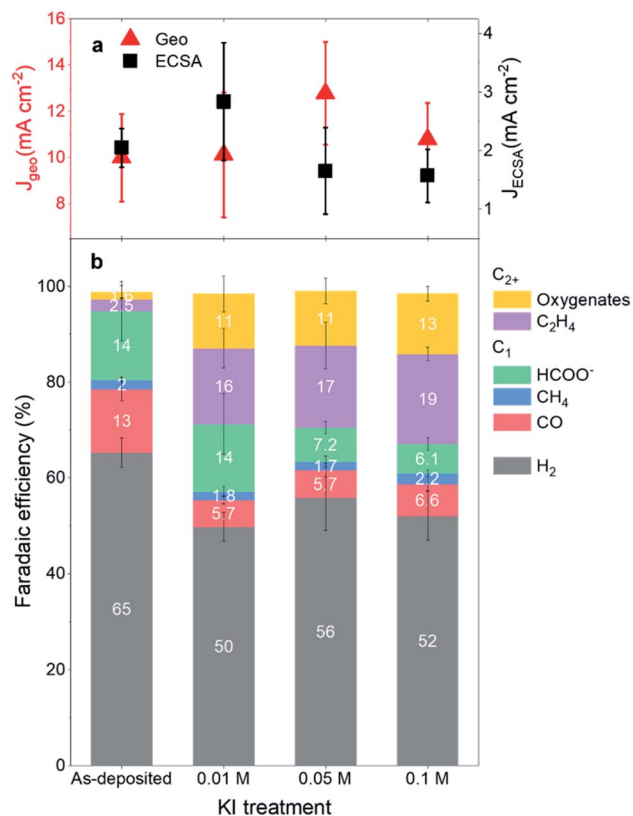 a
Geo
ECSA
16
14
12
10
8
J_geo(mA cm⁻²)
4
3
2
1
J_ECSA(mA cm⁻²)
b
100
80
60
40
20
0
Faradaic efficiency (%)
1.6
2.5
14
2
13
65
11
16
14
1.8
5.7
50
11
17
7.2
1.7
5.7
56
13
19
6.1
2.2
6.6
52
C₂₊
Oxygenates
C₂H₄
C₁
HCOO⁻
CH₄
CO
H₂
As-deposited 0.01 M 0.05 M 0.1 M
KI treatment